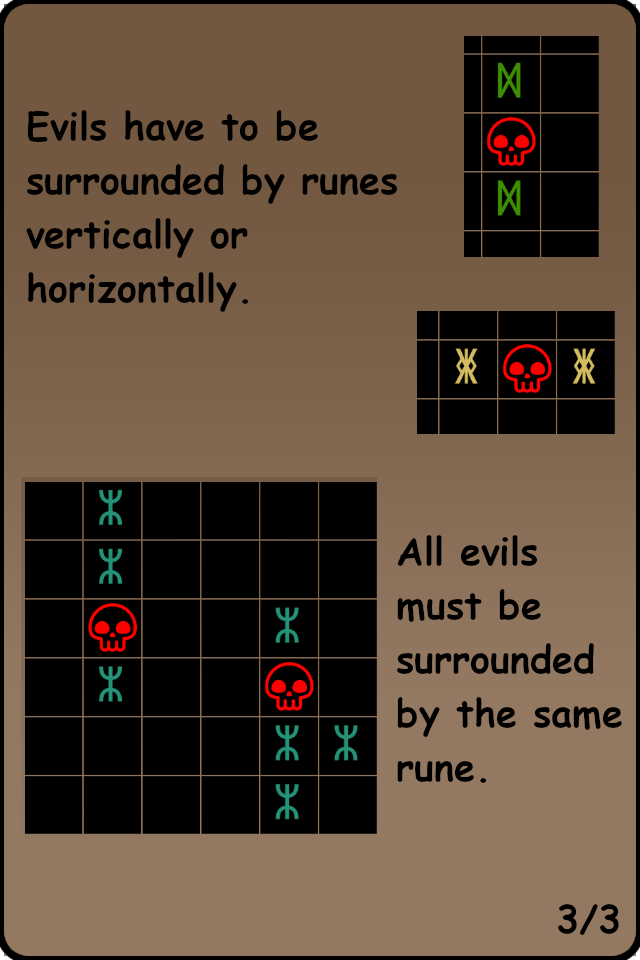 Evils have to be
surrounded by runes
vertically or
horizontally.
All evils
must be
surrounded
by the same
rune.
3/3